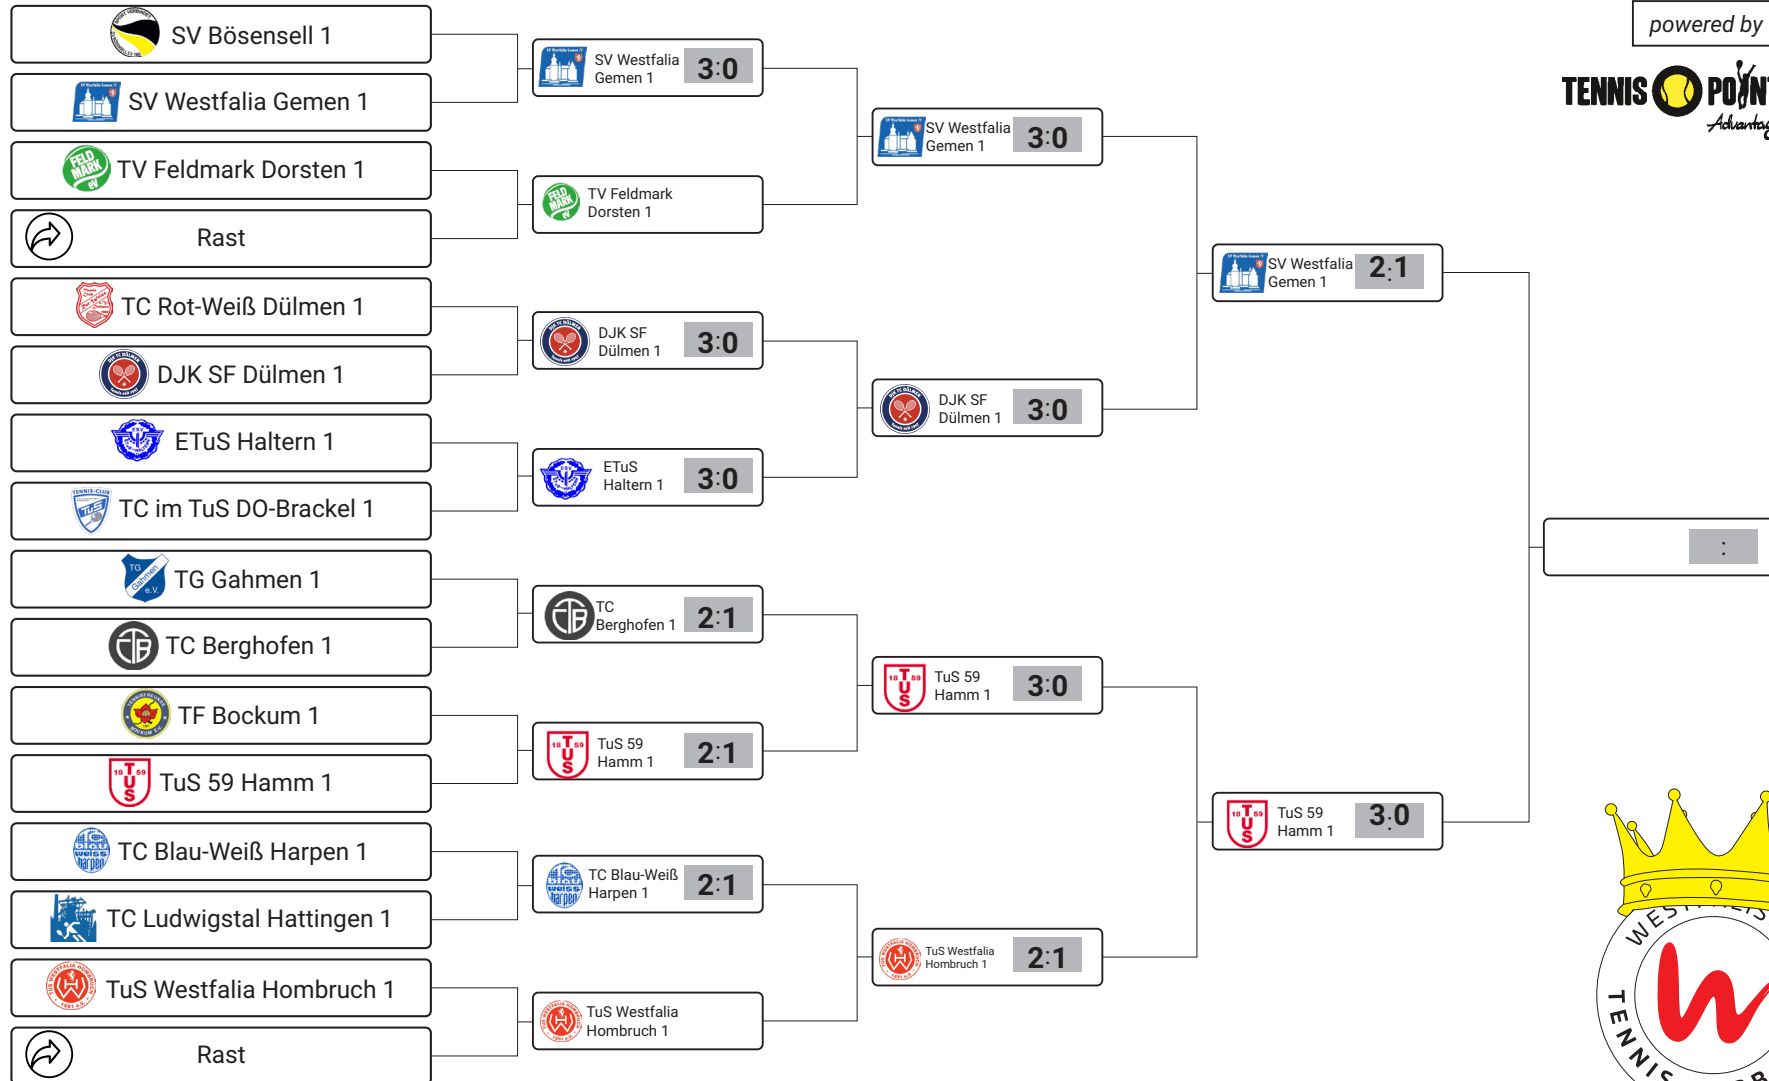 SV Bösensell 1
SV Westfalia Gemen 1
TV Feldmark Dorsten 1
Rast
TC Rot-Weiß Dülmen 1
DJK SF Dülmen 1
ETuS Haltern 1
TC im TuS DO-Brackel 1
TG Gahmen 1
TC Berghofen 1
TF Bockum 1
TuS 59 Hamm 1
TC Blau-Weiß Harpen 1
TC Ludwigstal Hattingen 1
TuS Westfalia Hombruch 1
Rast
SV Westfalia
Gemen 1
3:0
TV Feldmark
Dorsten 1
DJK SF
Dülmen 1
3:0
ETuS
Haltern 1
3:0
TC
Berghofen 1
2:1
TuS 59
Hamm 1
2:1
TC Blau-Weiß
Harpen 1
2:1
TuS Westfalia
Hombruch 1
SV Westfalia
Gemen 1
3:0
DJK SF
Dülmen 1
3:0
TuS 59
Hamm 1
3:0
TuS Westfalia
Hombruch 1
2:1
SV Westfalia
Gemen 1
2:1
TuS 59
Hamm 1
3:0
:
powered by
TENNIS POINT